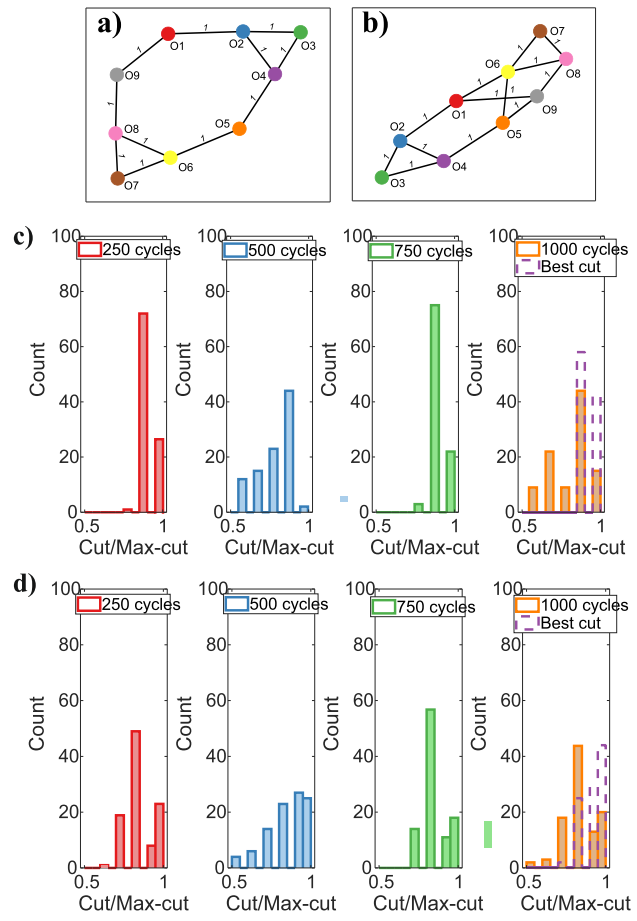 a)
O1
O2
O3
O4
O5
O6
O7
O8
O9
1
1
1
1
1
1
1
1
1
1
1
b)
O7
O6
O8
O1
O9
O2
O5
O4
O3
1
1
1
1
1
1
1
1
1
1
1
1
c)
100
80
60
40
20
0
Count
0.5
1
Cut/Max-cut
250 cycles
100
80
60
40
20
0
Count
0.5
1
Cut/Max-cut
500 cycles
100
80
60
40
20
0
Count
0.5
1
Cut/Max-cut
750 cycles
100
80
60
40
20
0
Count
0.5
1
Cut/Max-cut
1000 cycles
Best cut
d)
100
80
60
40
20
0
Count
0.5
1
Cut/Max-cut
250 cycles
100
80
60
40
20
0
Count
0.5
1
Cut/Max-cut
500 cycles
100
80
60
40
20
0
Count
0.5
1
Cut/Max-cut
750 cycles
100
80
60
40
20
0
Count
0.5
1
Cut/Max-cut
1000 cycles
Best cut